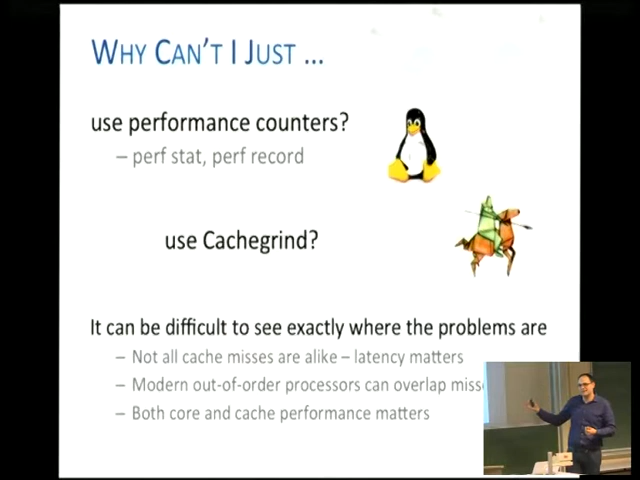 WHY CAN'T I JUST ...
use performance counters?
– perf stat, perf record
use Cachegrind?
It can be difficult to see exactly where the problems are
– Not all cache misses are alike – latency matters
– Modern out-of-order processors can overlap
– Both core and cache performance matters